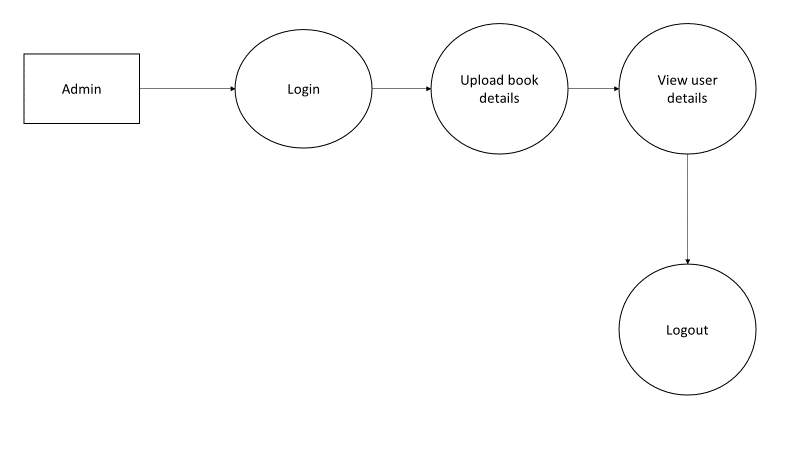 Admin
Login
Upload book
details
View user
details
Logout